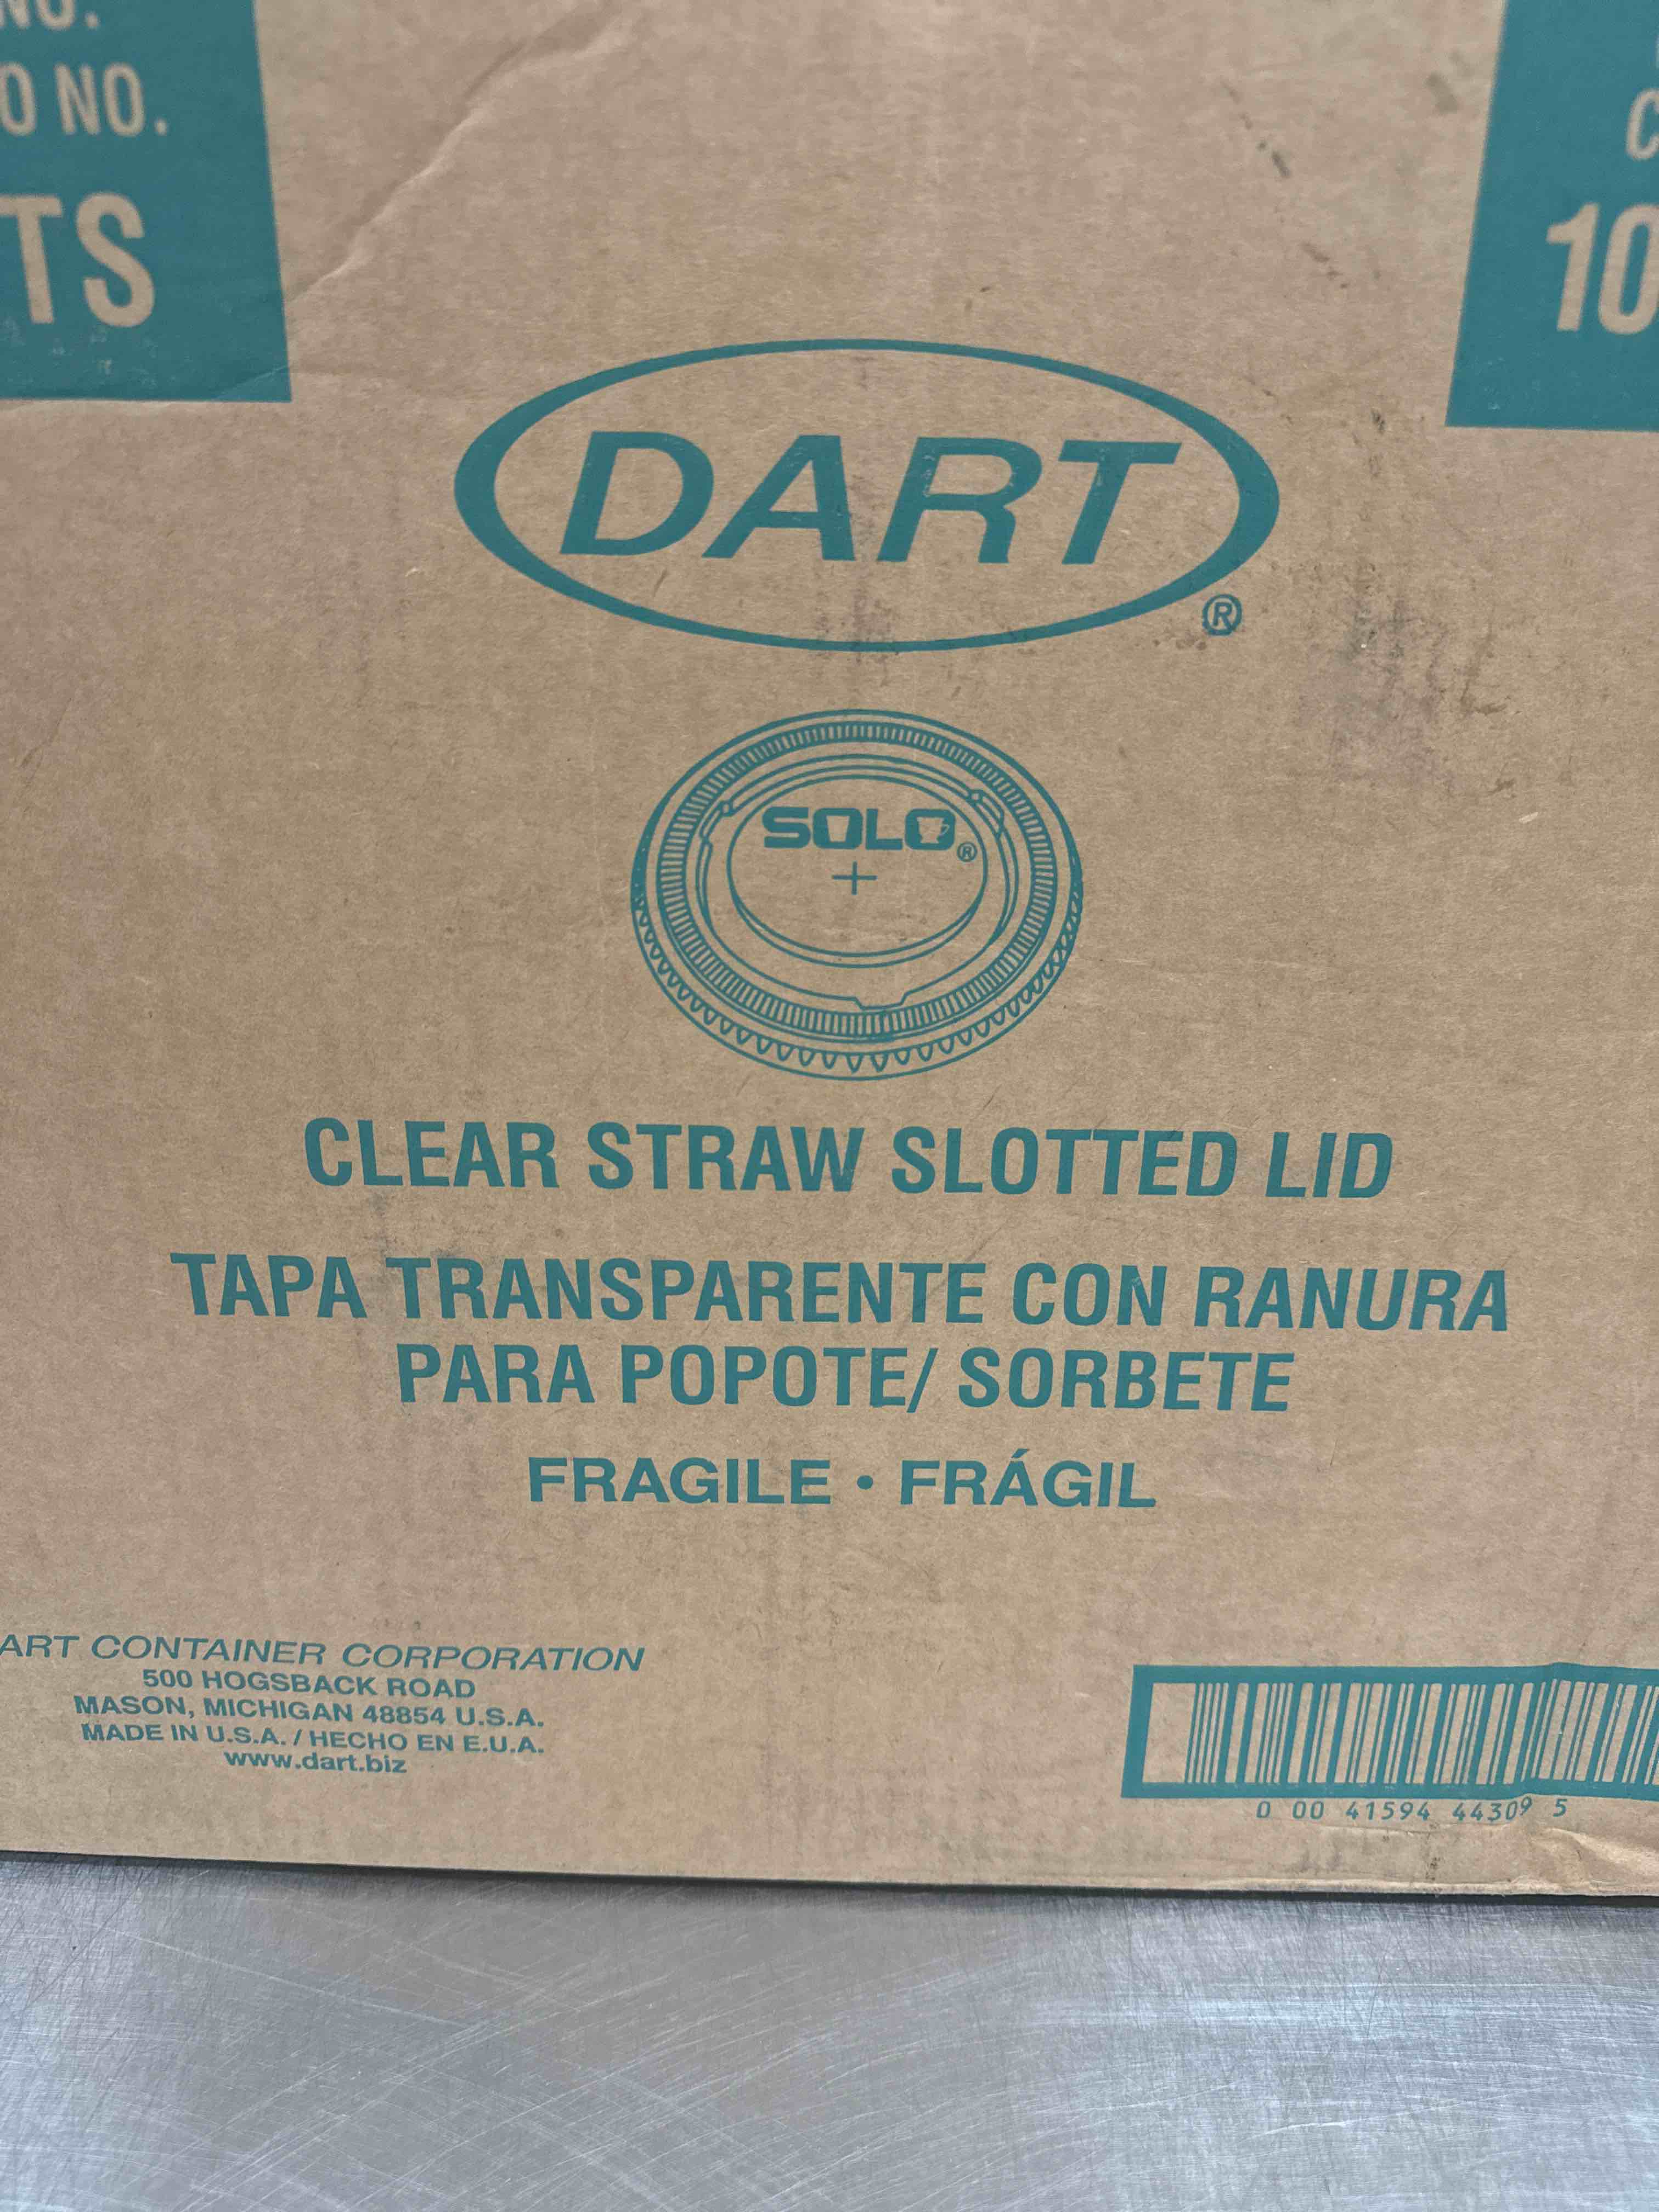 NO.
O NO.
TS
C
10
DART®
SOLO®
+
CLEAR STRAW SLOTTED LID
TAPA TRANSPARENTE CON RANURA
PARA POPOTE/ SORBETE
FRAGILE • FRÁGIL
ART CONTAINER CORPORATION
500 HOGSBACK ROAD
MASON, MICHIGAN 48854 U.S.A.
MADE IN U.S.A. / HECHO EN E.U.A.
www.dart.biz
0 00 41594 44309 5